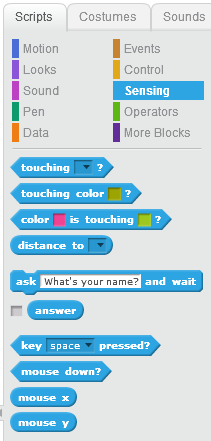 Scripts Costumes Sounds
Motion Events
Looks Control
Sound Sensing
Pen Operators
Data More Blocks
touching ?
touching color ?
color is touching ?
distance to
ask What's your name? and wait
answer
key space pressed?
mouse down?
mouse x
mouse y